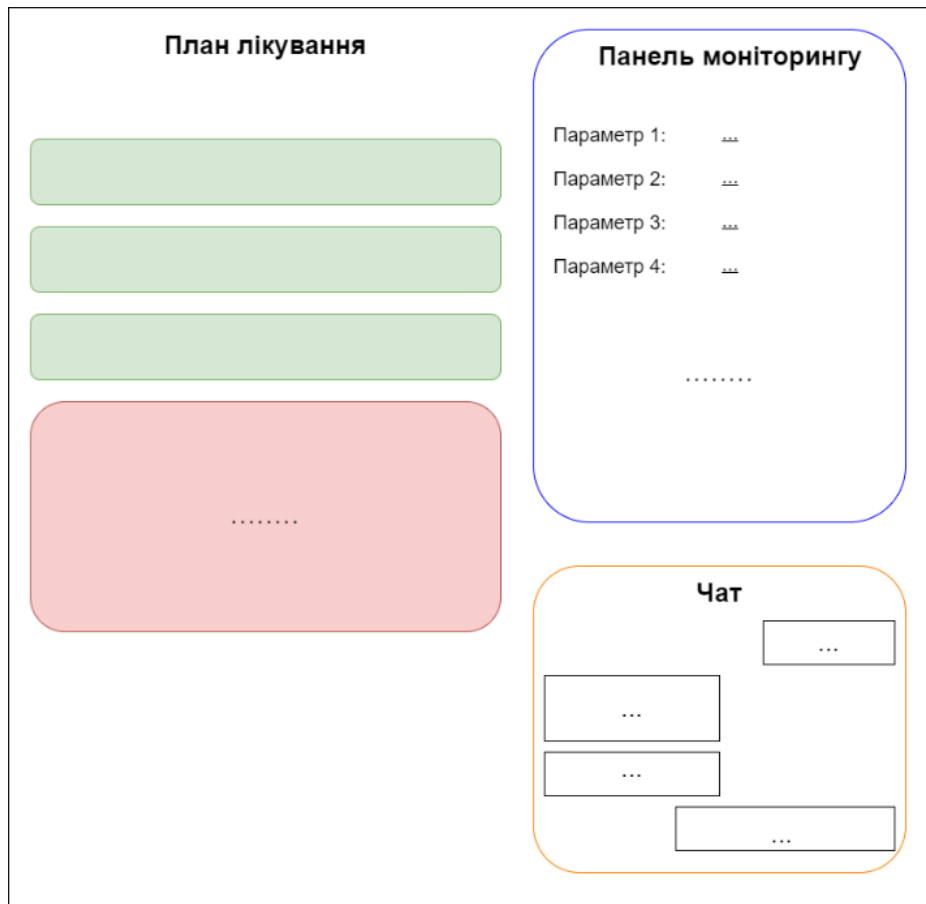 План лікування
........
Панель моніторингу
Параметр 1: ...
Параметр 2: ...
Параметр 3: ...
Параметр 4: ...
........
Чат
...
...
...
...